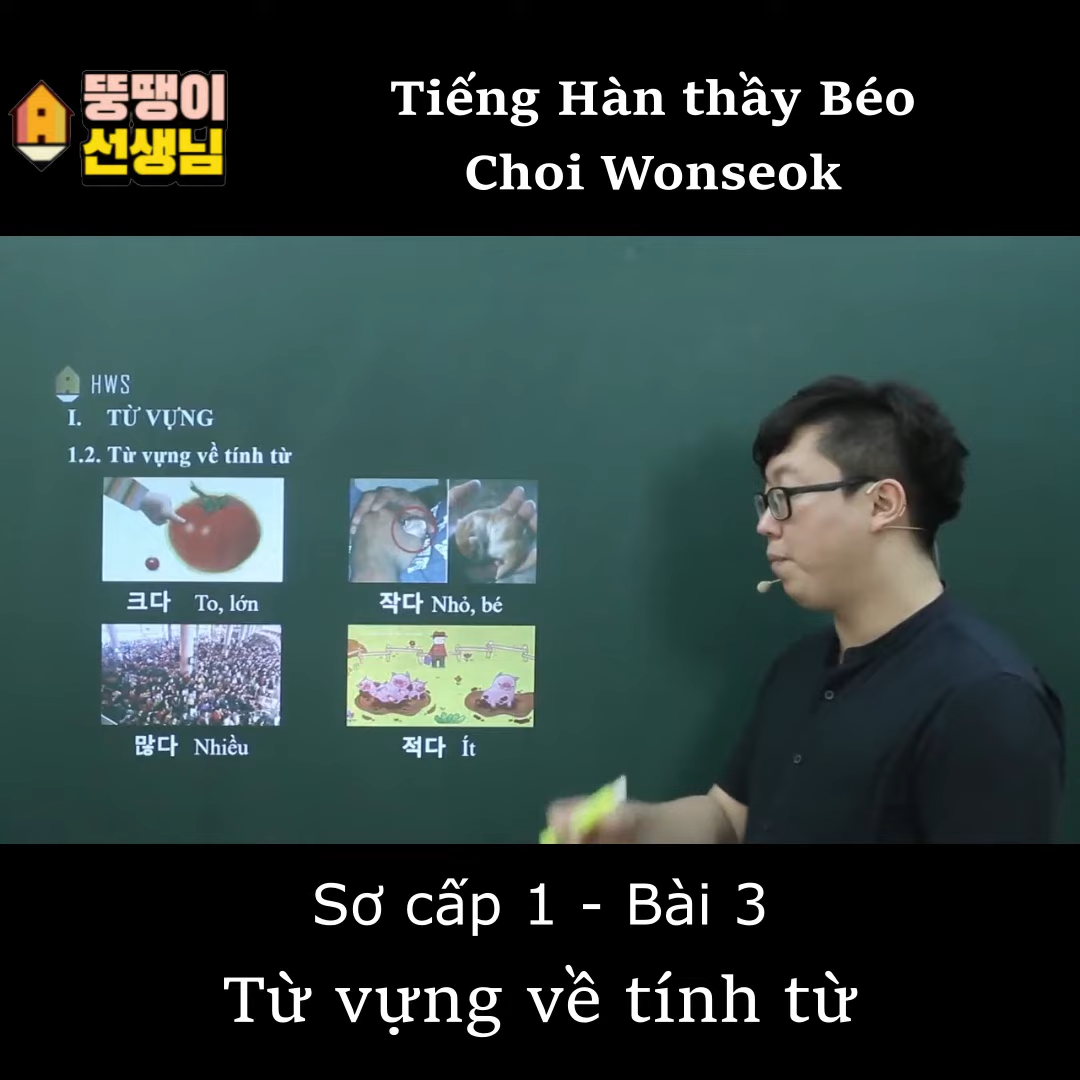 뚱땡이
선생님
Tiếng Hàn thầy Béo
Choi Wonseok
HWS
I. TỪ VỰNG
1.2. Từ vựng về tính từ
크다 To, lớn
작다 Nhỏ, bé
많다 Nhiều
적다 Ít
Sơ cấp 1 - Bài 3
Từ vựng về tính từ